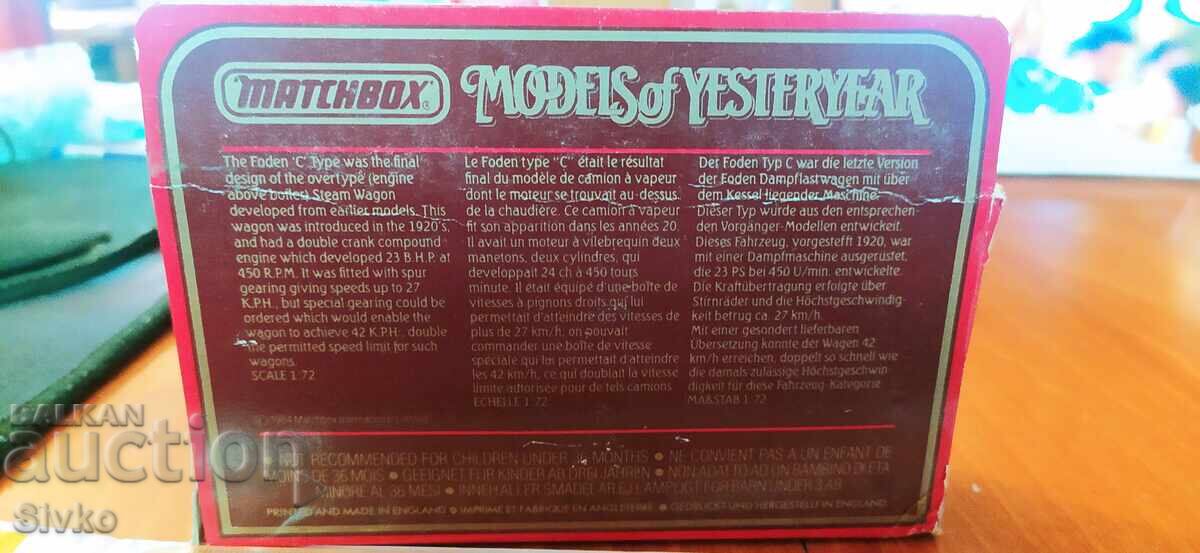 MATCHBOX
MODELS of YESTERYEAR
The Foden 'C' Type was the final
design of the overtype (engine
above boiler) Steam Wagon
developed from earlier models. This
wagon was introduced in the 1920's,
and had a double crank compound
engine which developed 23 B.H.P. at
450 R.P.M. It was fitted with spur
gearing giving speeds up to 27
K.P.H., but special gearing could be
ordered which would enable the
wagon to achieve 42 K.P.H., double
the permitted speed limit for such
wagons.
SCALE 1:72
Le Foden type "C" était le résultat
final du modèle de camion à vapeur
dont le moteur se trouvait au-dessus
de la chaudière. Ce camion à vapeur
fit son apparition dans les années 20.
Il avait un moteur à vilebrequin deux
manetons, deux cylindres, qui
developpait 24 ch à 450 tours
minute. Il était équipé d'une boîte de
vitesses à pignons droits qui lui
permettait d'atteindre des vitesses de
plus de 27 km/h, on pouvait
commander une boîte de vitesse
spéciale qui lui permettait d'atteindre
les 42 km/h, ce qui doublait la vitesse
limite autorisée pour de tels camions
ECHELLE 1:72
Der Foden Typ C war die letzte Version
der Foden Dampflastwagen mit über
dem Kessel liegender Maschine.
Dieser Typ wurde aus den entsprechen-
den Vorgänger-Modellen entwickelt.
Dieses Fahrzeug, vorgestellt 1920, war
mit einer Dampfmaschine ausgerüstet,
die 23 PS bei 450 U/min. entwickelte.
Die Kraftübertragung erfolgte über
Stirnräder und die Höchstgeschwindig-
keit betrug ca. 27 km/h.
Mit einer gesondert lieferbaren
Übersetzung konnte der Wagen 42
km/h erreichen, doppelt so schnell wie
die damals zulässige Höchstgeschwin-
digkeit für diese Fahrzeug-Kategorie
MAßSTAB 1:72
© 1984 Matchbox
NOT RECOMMENDED FOR CHILDREN UNDER 36 MONTHS • NE CONVIENT PAS A UN ENFANT DE
MOINS DE 36 MOIS • GEEIGNET FÜR KINDER AB DREI JAHREN • NON ADATTO AD UN BAMBINO DI ETA
MINORE AI 36 MESI • INNEHÅLLER SMÅDELAR. EJ LÄMPLIGT FÖR BARN UNDER 3 ÅR
PRINTED AND MADE IN ENGLAND • IMPRIME ET FABRIQUE EN ANGLETERRE • GEDRUCKT UND HERGESTELLT IN ENGLAND
BALKAN
auction
Sivko